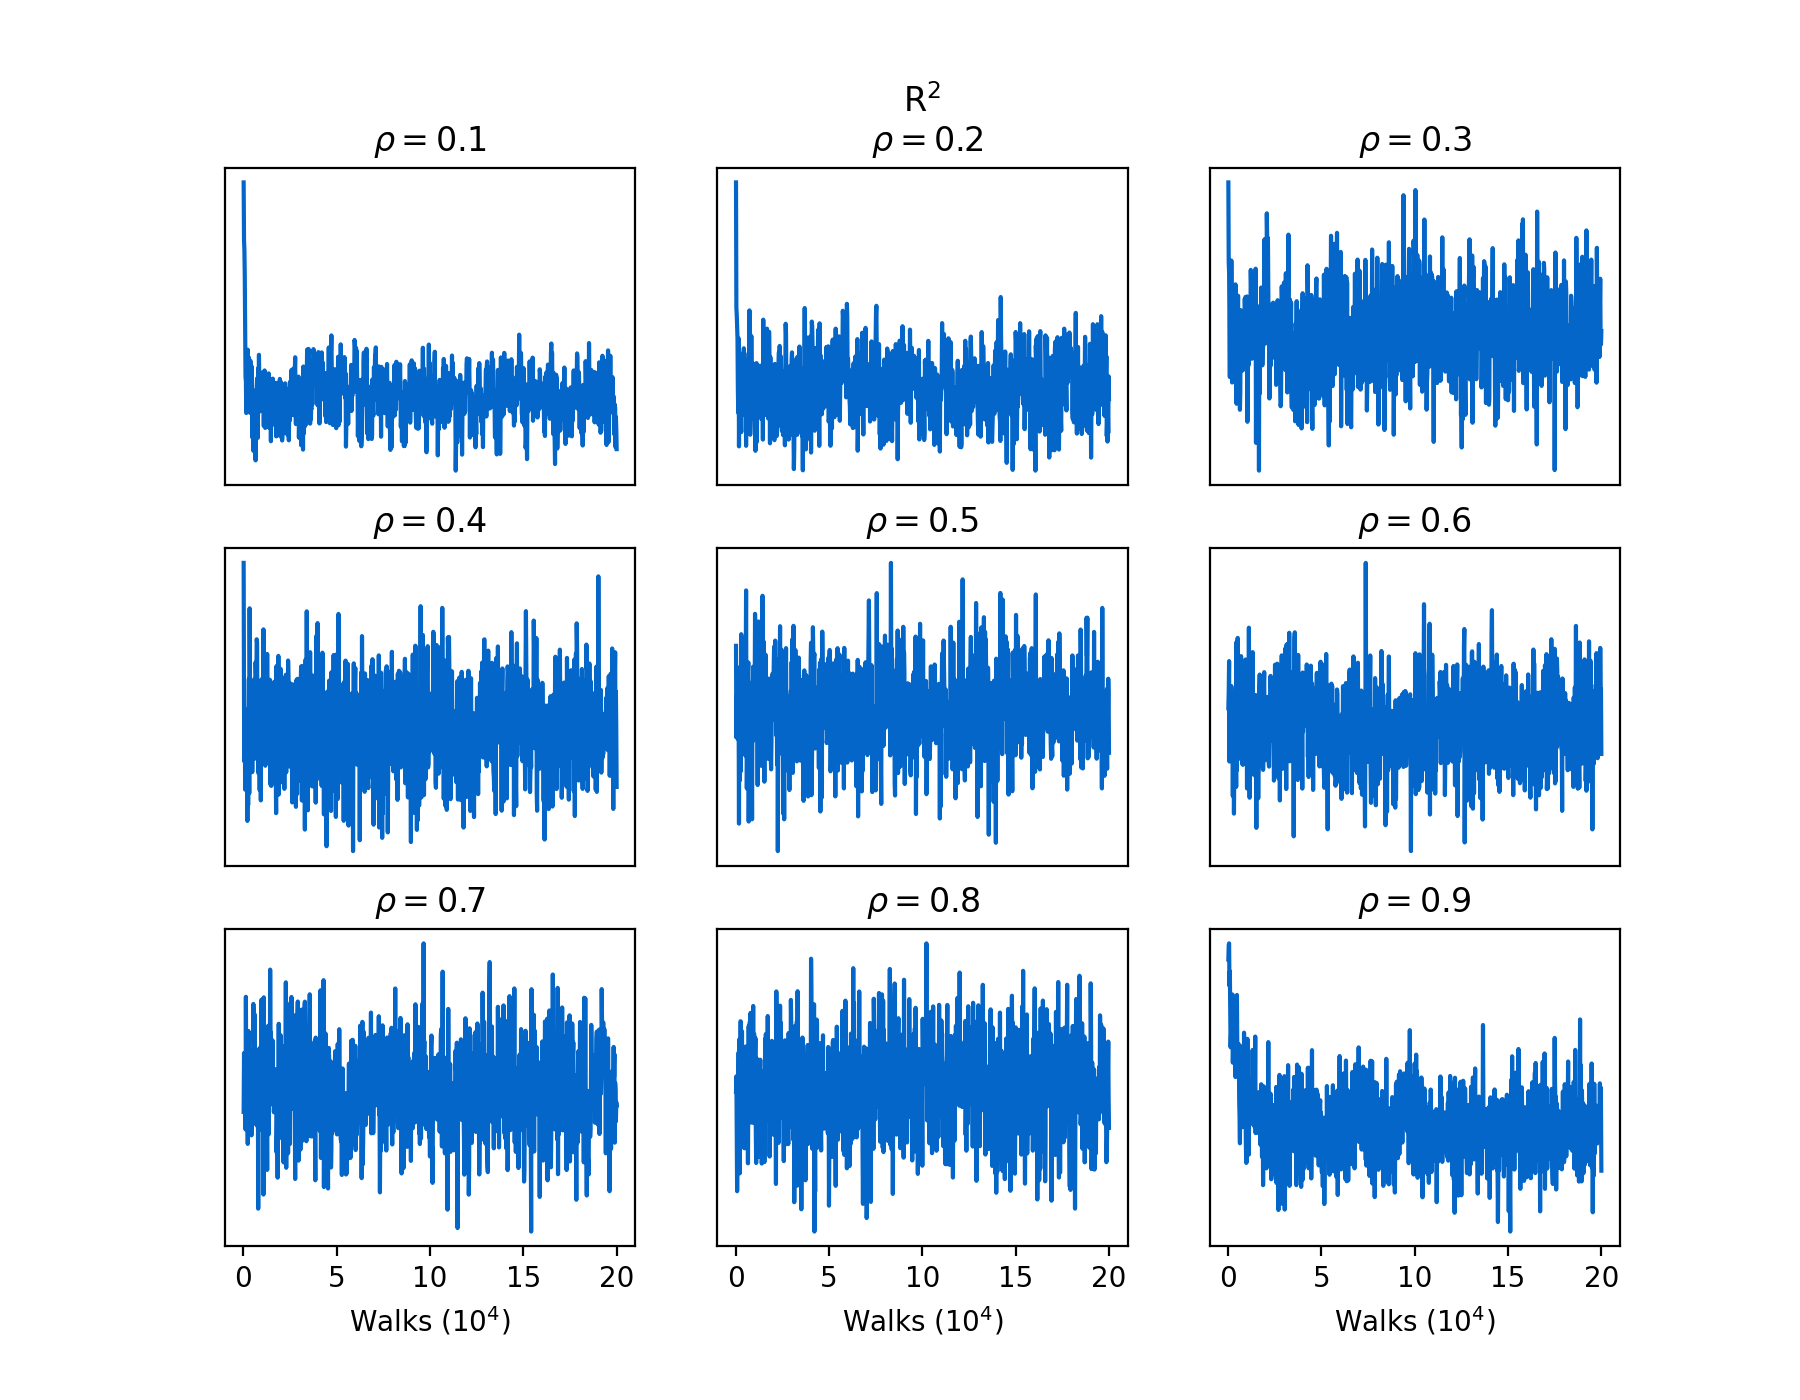 R²
ρ = 0.1
ρ = 0.2
ρ = 0.3
ρ = 0.4
ρ = 0.5
ρ = 0.6
ρ = 0.7
ρ = 0.8
ρ = 0.9
0 5 10 15 20
0 5 10 15 20
0 5 10 15 20
Walks (10⁴)
Walks (10⁴)
Walks (10⁴)